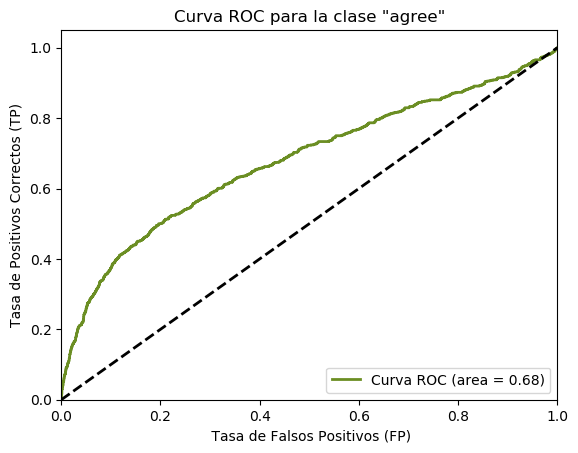 Curva ROC para la clase "agree"
1.0
0.8
0.6
0.4
0.2
0.0
Tasa de Positivos Correctos (TP)
Curva ROC (area = 0.68)
0.0 0.2 0.4 0.6 0.8 1.0
Tasa de Falsos Positivos (FP)